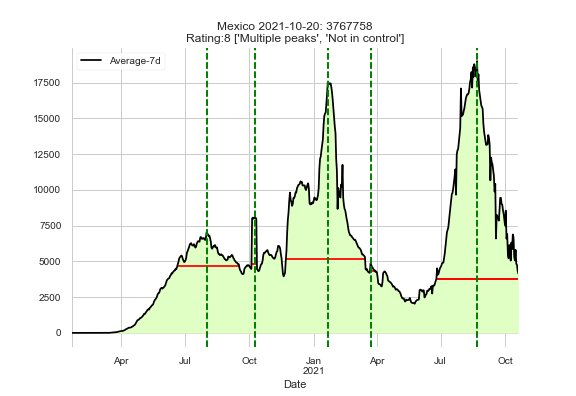 Mexico 2021-10-20: 3767758
Rating:8 ['Multiple peaks', 'Not in control']
Average-7d
17500
15000
12500
10000
7500
5000
2500
0
Apr Jul Oct Jan Apr Jul Oct
2021
Date